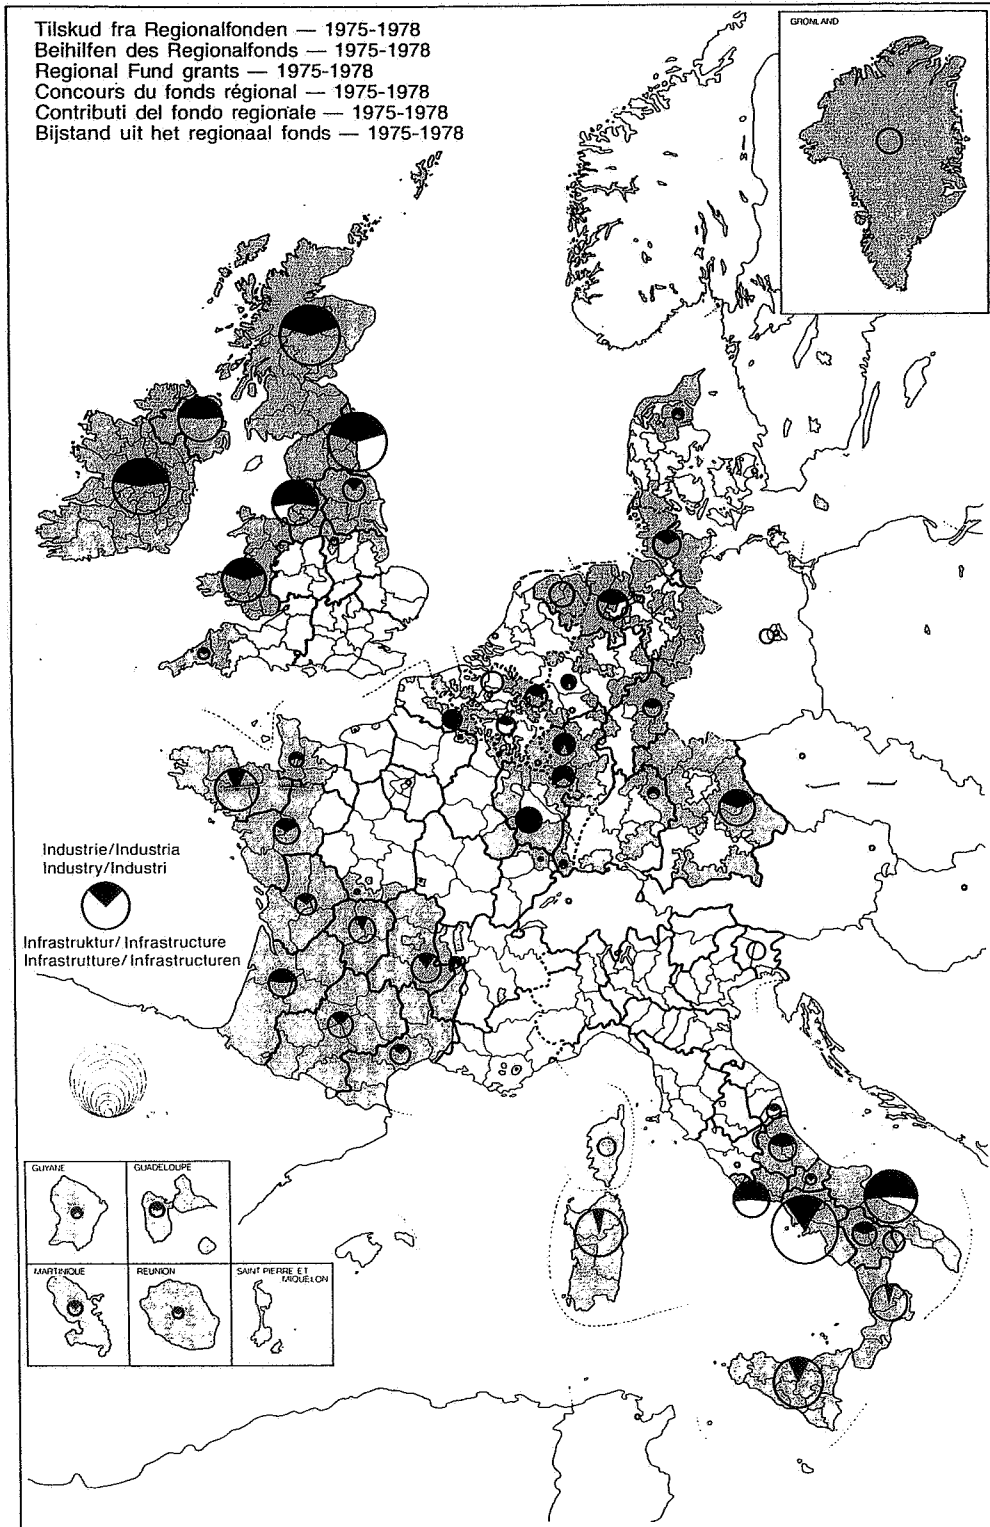 Tilskud fra Regionalfonden — 1975-1978
Beihilfen des Regionalfonds — 1975-1978
Regional Fund grants — 1975-1978
Concours du fonds régional — 1975-1978
Contributi del fondo regionale — 1975-1978
Bijstand uit het regionaal fonds — 1975-1978
GRØNLAND
Industrie/Industria
Industry/Industri
Infrastruktur/Infrastructure
Infrastrutture/Infrastructuren
GUYANE
GUADELOUPE
MARTINIQUE
REUNION
SAINT PIERRE ET
MIQUELON